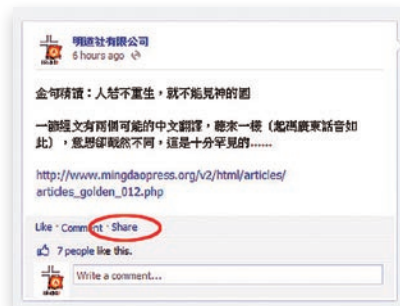 明道社有限公司
6 hours ago
金句精讀：人若不重生，就不能見神的國
一節經文有兩個可能的中文翻譯，聽來一樣（起碼廣東話音如
此），意思卻截然不同，這是十分罕見的......
http://www.mingdaopress.org/v2/html/articles/
articles_golden_012.php
Like · Comment · Share
7 people like this.
Write a comment...